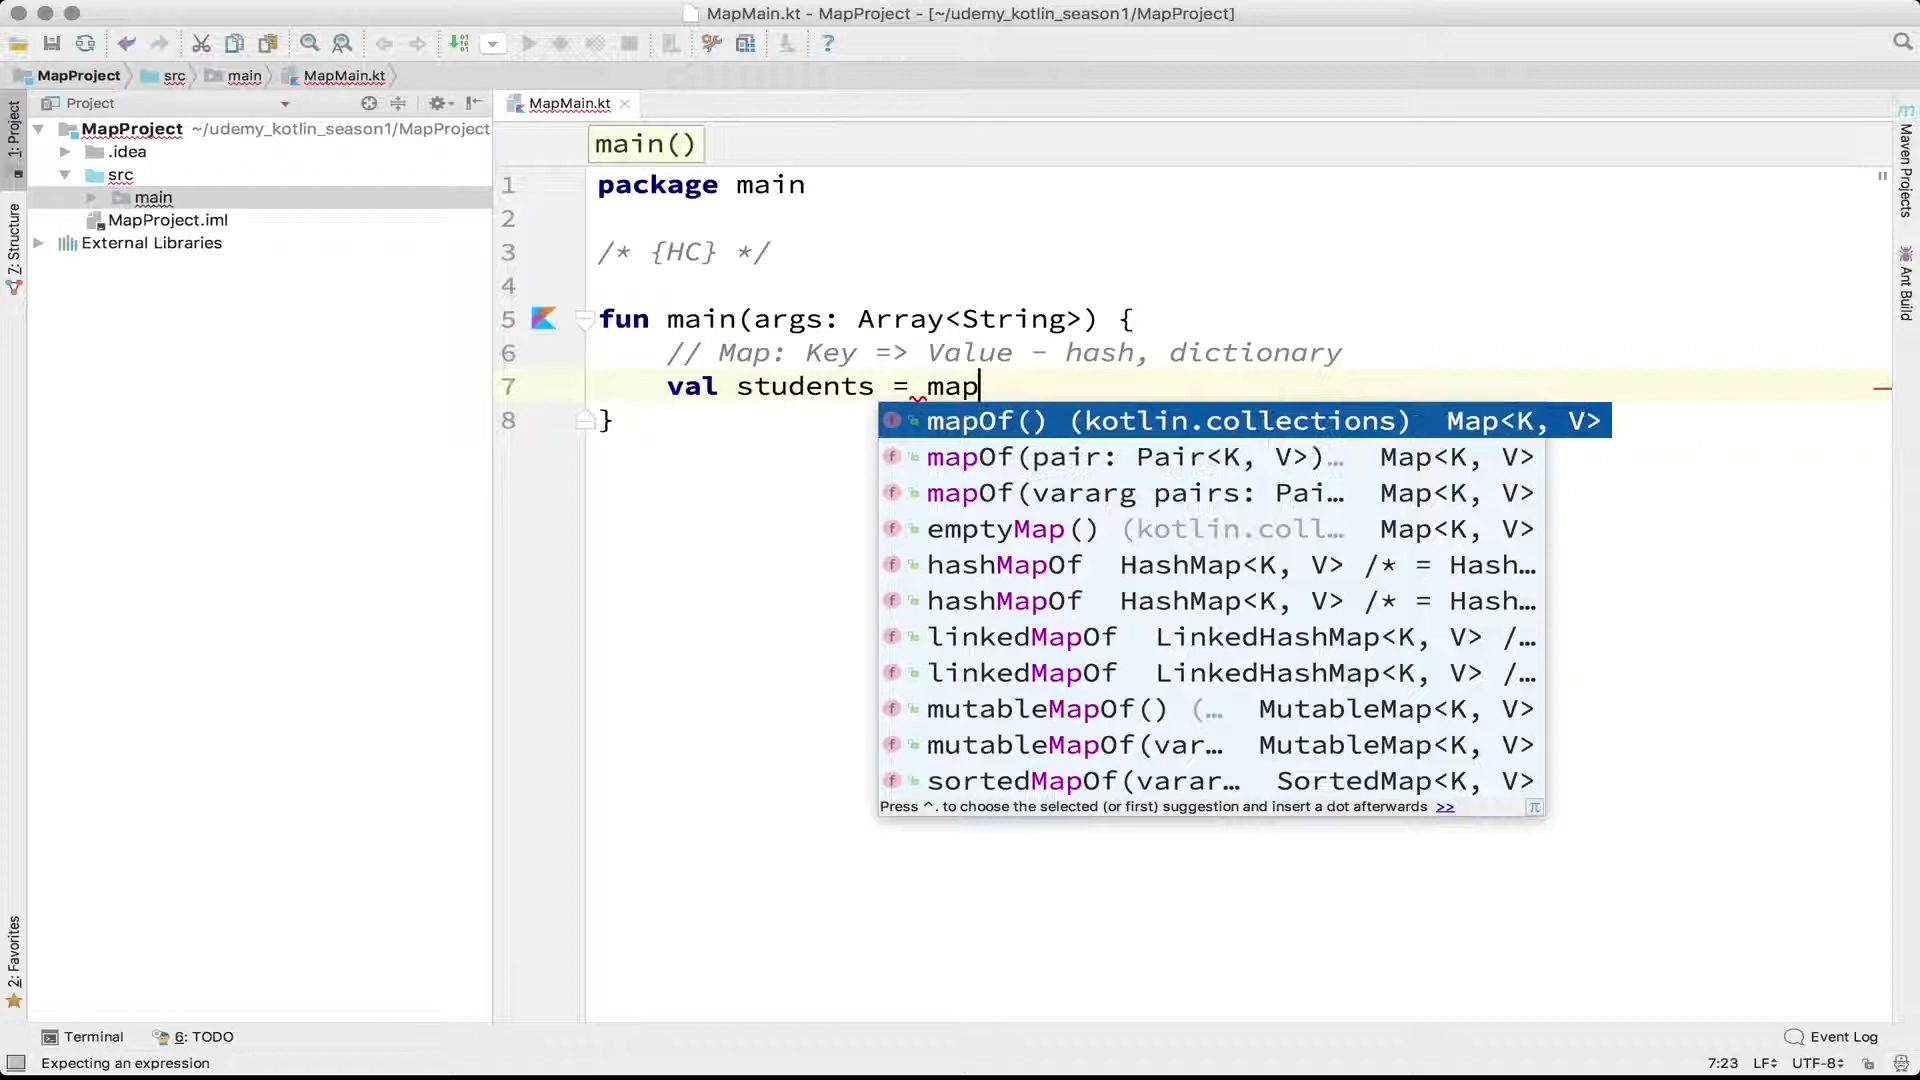 MapMain.kt - MapProject - [~/udemy_kotlin_season1/MapProject]
MapProject src main MapMain.kt
1: Project
Z: Structure
2: Favorites
Project
MapProject ~/udemy_kotlin_season1/MapProject
.idea
src
main
MapProject.iml
External Libraries
MapMain.kt
main()
1 package main
2
3 /* {HC} */
4
5 fun main(args: Array<String>) {
6 // Map: Key => Value - hash, dictionary
7 val students = map
8 }
mapOf() (kotlin.collections) Map<K, V>
mapOf(pair: Pair<K, V>)… Map<K, V>
mapOf(vararg pairs: Pai… Map<K, V>
emptyMap() (kotlin.coll… Map<K, V>
hashMapOf HashMap<K, V> /* = Hash…
hashMapOf HashMap<K, V> /* = Hash…
linkedMapOf LinkedHashMap<K, V> /…
linkedMapOf LinkedHashMap<K, V> /…
mutableMapOf() (… MutableMap<K, V>
mutableMapOf(var… MutableMap<K, V>
sortedMapOf(varar… SortedMap<K, V>
Press ^. to choose the selected (or first) suggestion and insert a dot afterwards >> π
Maven Projects
Ant Build
Terminal 6: TODO Event Log
Expecting an expression 7:23 LF UTF-8